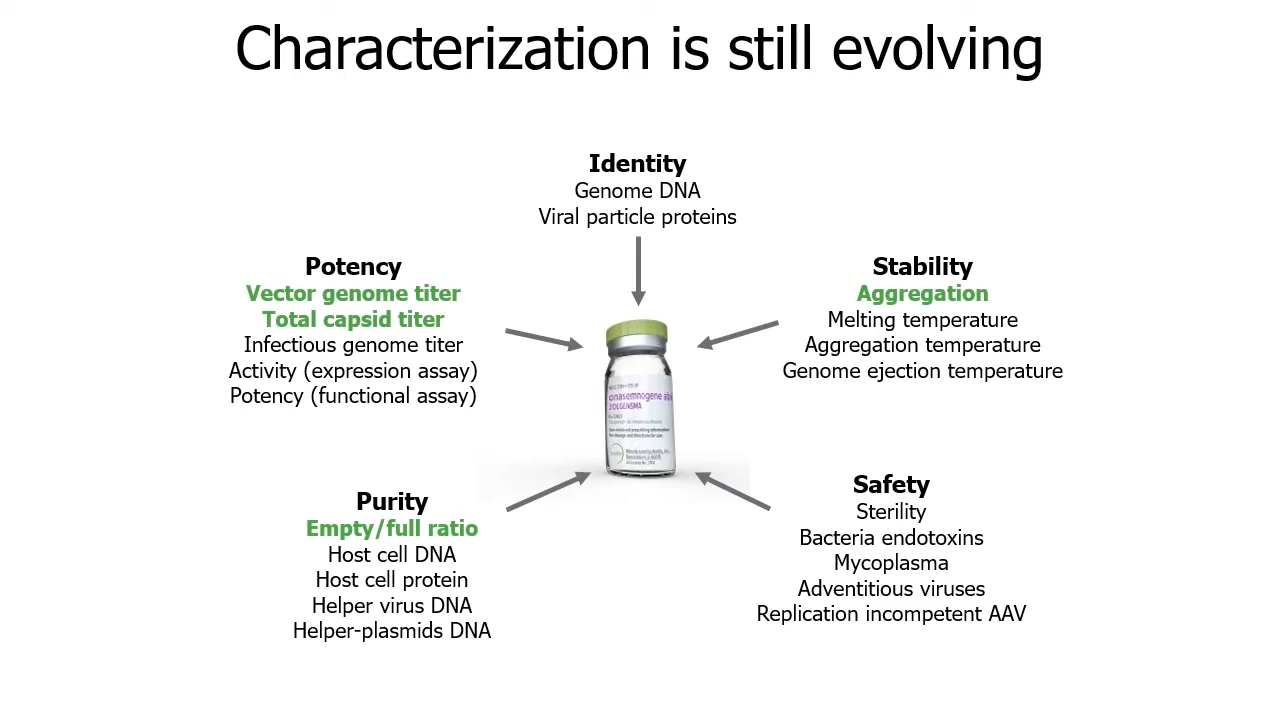 Characterization is still evolving
Identity
Genome DNA
Viral particle proteins
Potency
Vector genome titer
Total capsid titer
Infectious genome titer
Activity (expression assay)
Potency (functional assay)
Stability
Aggregation
Melting temperature
Aggregation temperature
Genome ejection temperature
ZOLGENSMA
Purity
Empty/full ratio
Host cell DNA
Host cell protein
Helper virus DNA
Helper-plasmids DNA
Safety
Sterility
Bacteria endotoxins
Mycoplasma
Adventitious viruses
Replication incompetent AAV